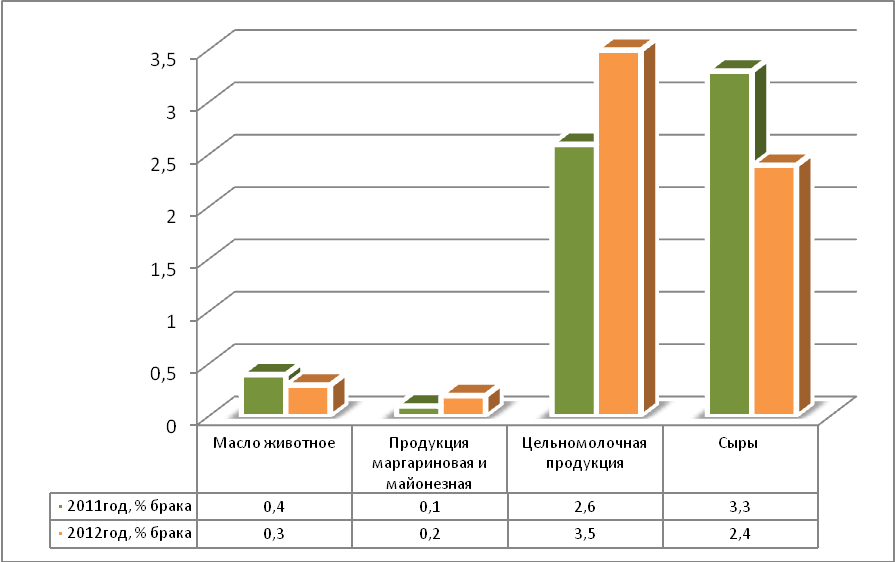 3,5
3
2,5
2
1,5
1
0,5
0
Масло животное
Продукция
маргариновая и
майонезная
Цельномолочная
продукция
Сыры
2011год, % брака 0,4 0,1 2,6 3,3
2012год, % брака 0,3 0,2 3,5 2,4